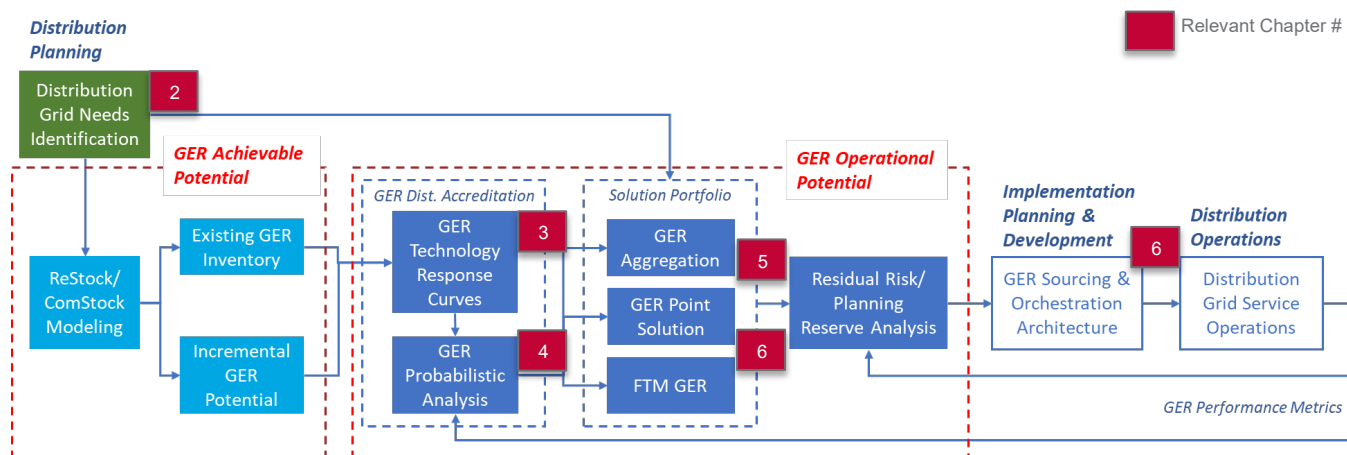 Relevant Chapter #
Distribution
Planning
Distribution
Grid Needs
Identification
2
GER Achievable
Potential
ReStock/
ComStock
Modeling
Existing GER
Inventory
Incremental
GER
Potential
GER Operational
Potential
GER Dist. Accreditation
GER
Technology
Response
Curves
3
GER
Probabilistic
Analysis
4
Solution Portfolio
GER
Aggregation
5
GER Point
Solution
6
FTM GER
Residual Risk/
Planning
Reserve Analysis
Implementation
Planning &
Development
GER Sourcing &
Orchestration
Architecture
6
Distribution
Operations
Distribution
Grid Service
Operations
GER Performance Metrics